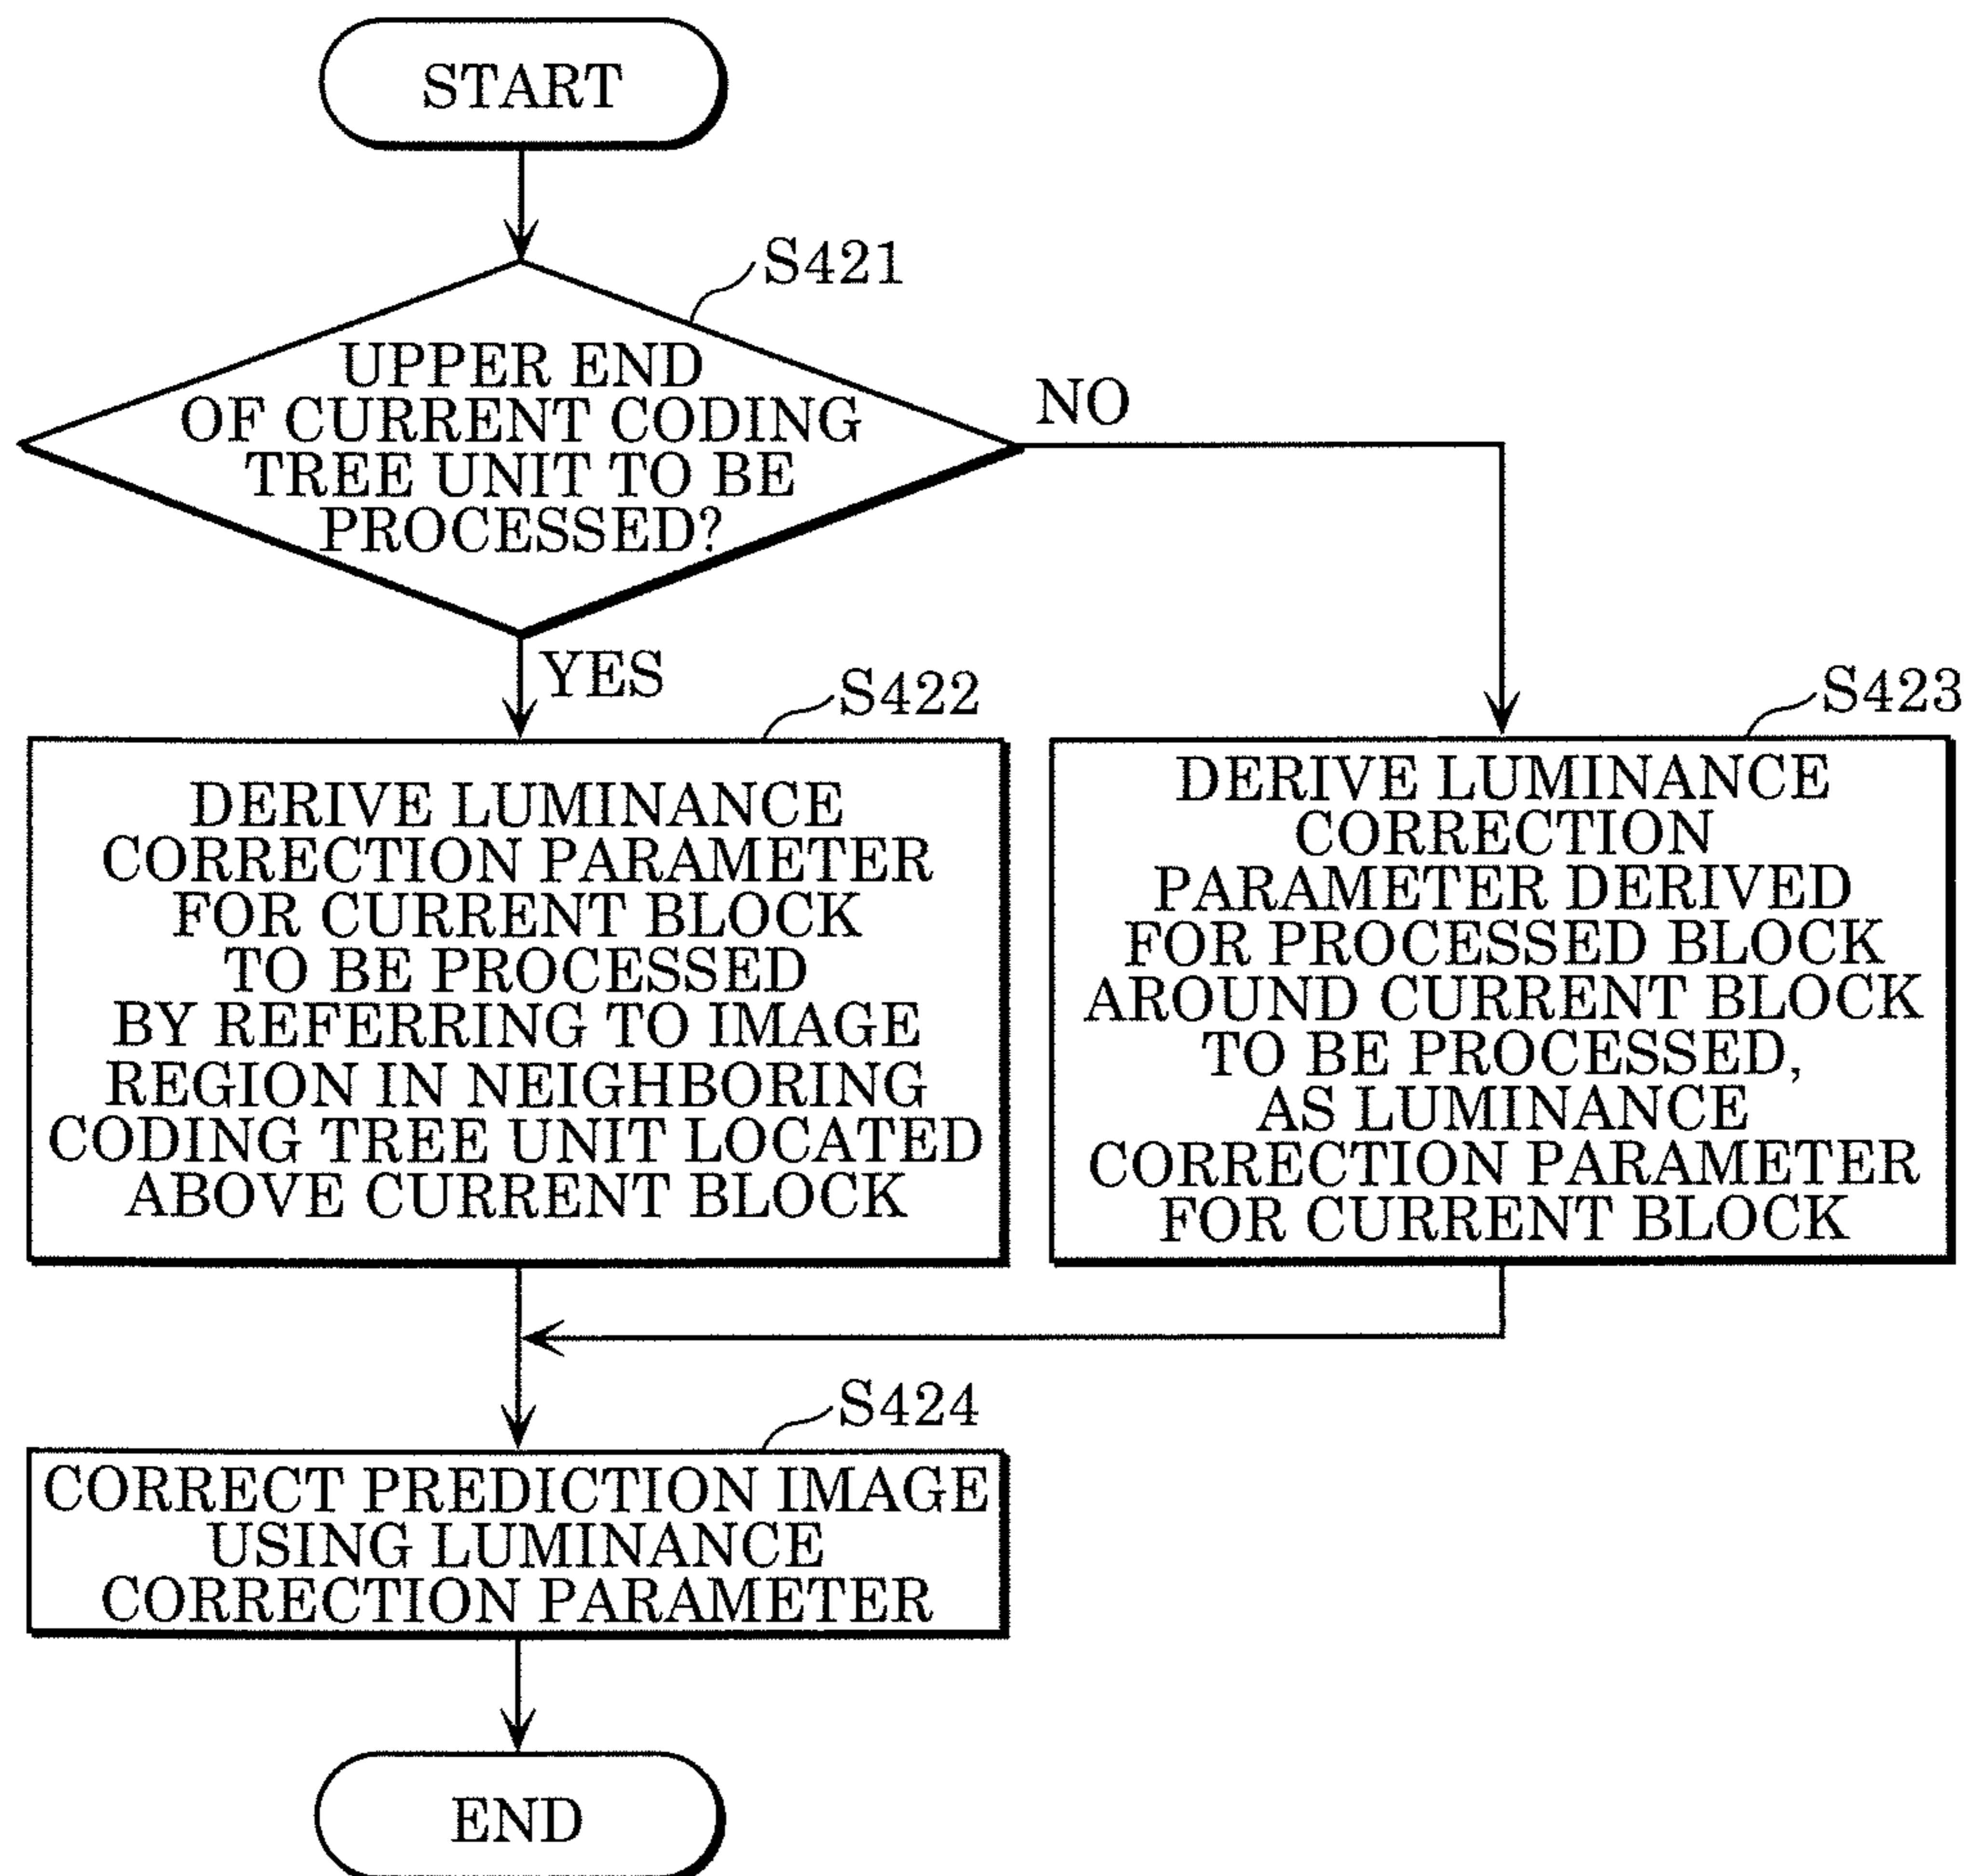 START
S421
UPPER END
OF CURRENT CODING
TREE UNIT TO BE
PROCESSED?
NO
YES
S422
DERIVE LUMINANCE
CORRECTION PARAMETER
FOR CURRENT BLOCK
TO BE PROCESSED
BY REFERRING TO IMAGE
REGION IN NEIGHBORING
CODING TREE UNIT LOCATED
ABOVE CURRENT BLOCK
S423
DERIVE LUMINANCE
CORRECTION
PARAMETER DERIVED
FOR PROCESSED BLOCK
AROUND CURRENT BLOCK
TO BE PROCESSED,
AS LUMINANCE
CORRECTION PARAMETER
FOR CURRENT BLOCK
S424
CORRECT PREDICTION IMAGE
USING LUMINANCE
CORRECTION PARAMETER
END